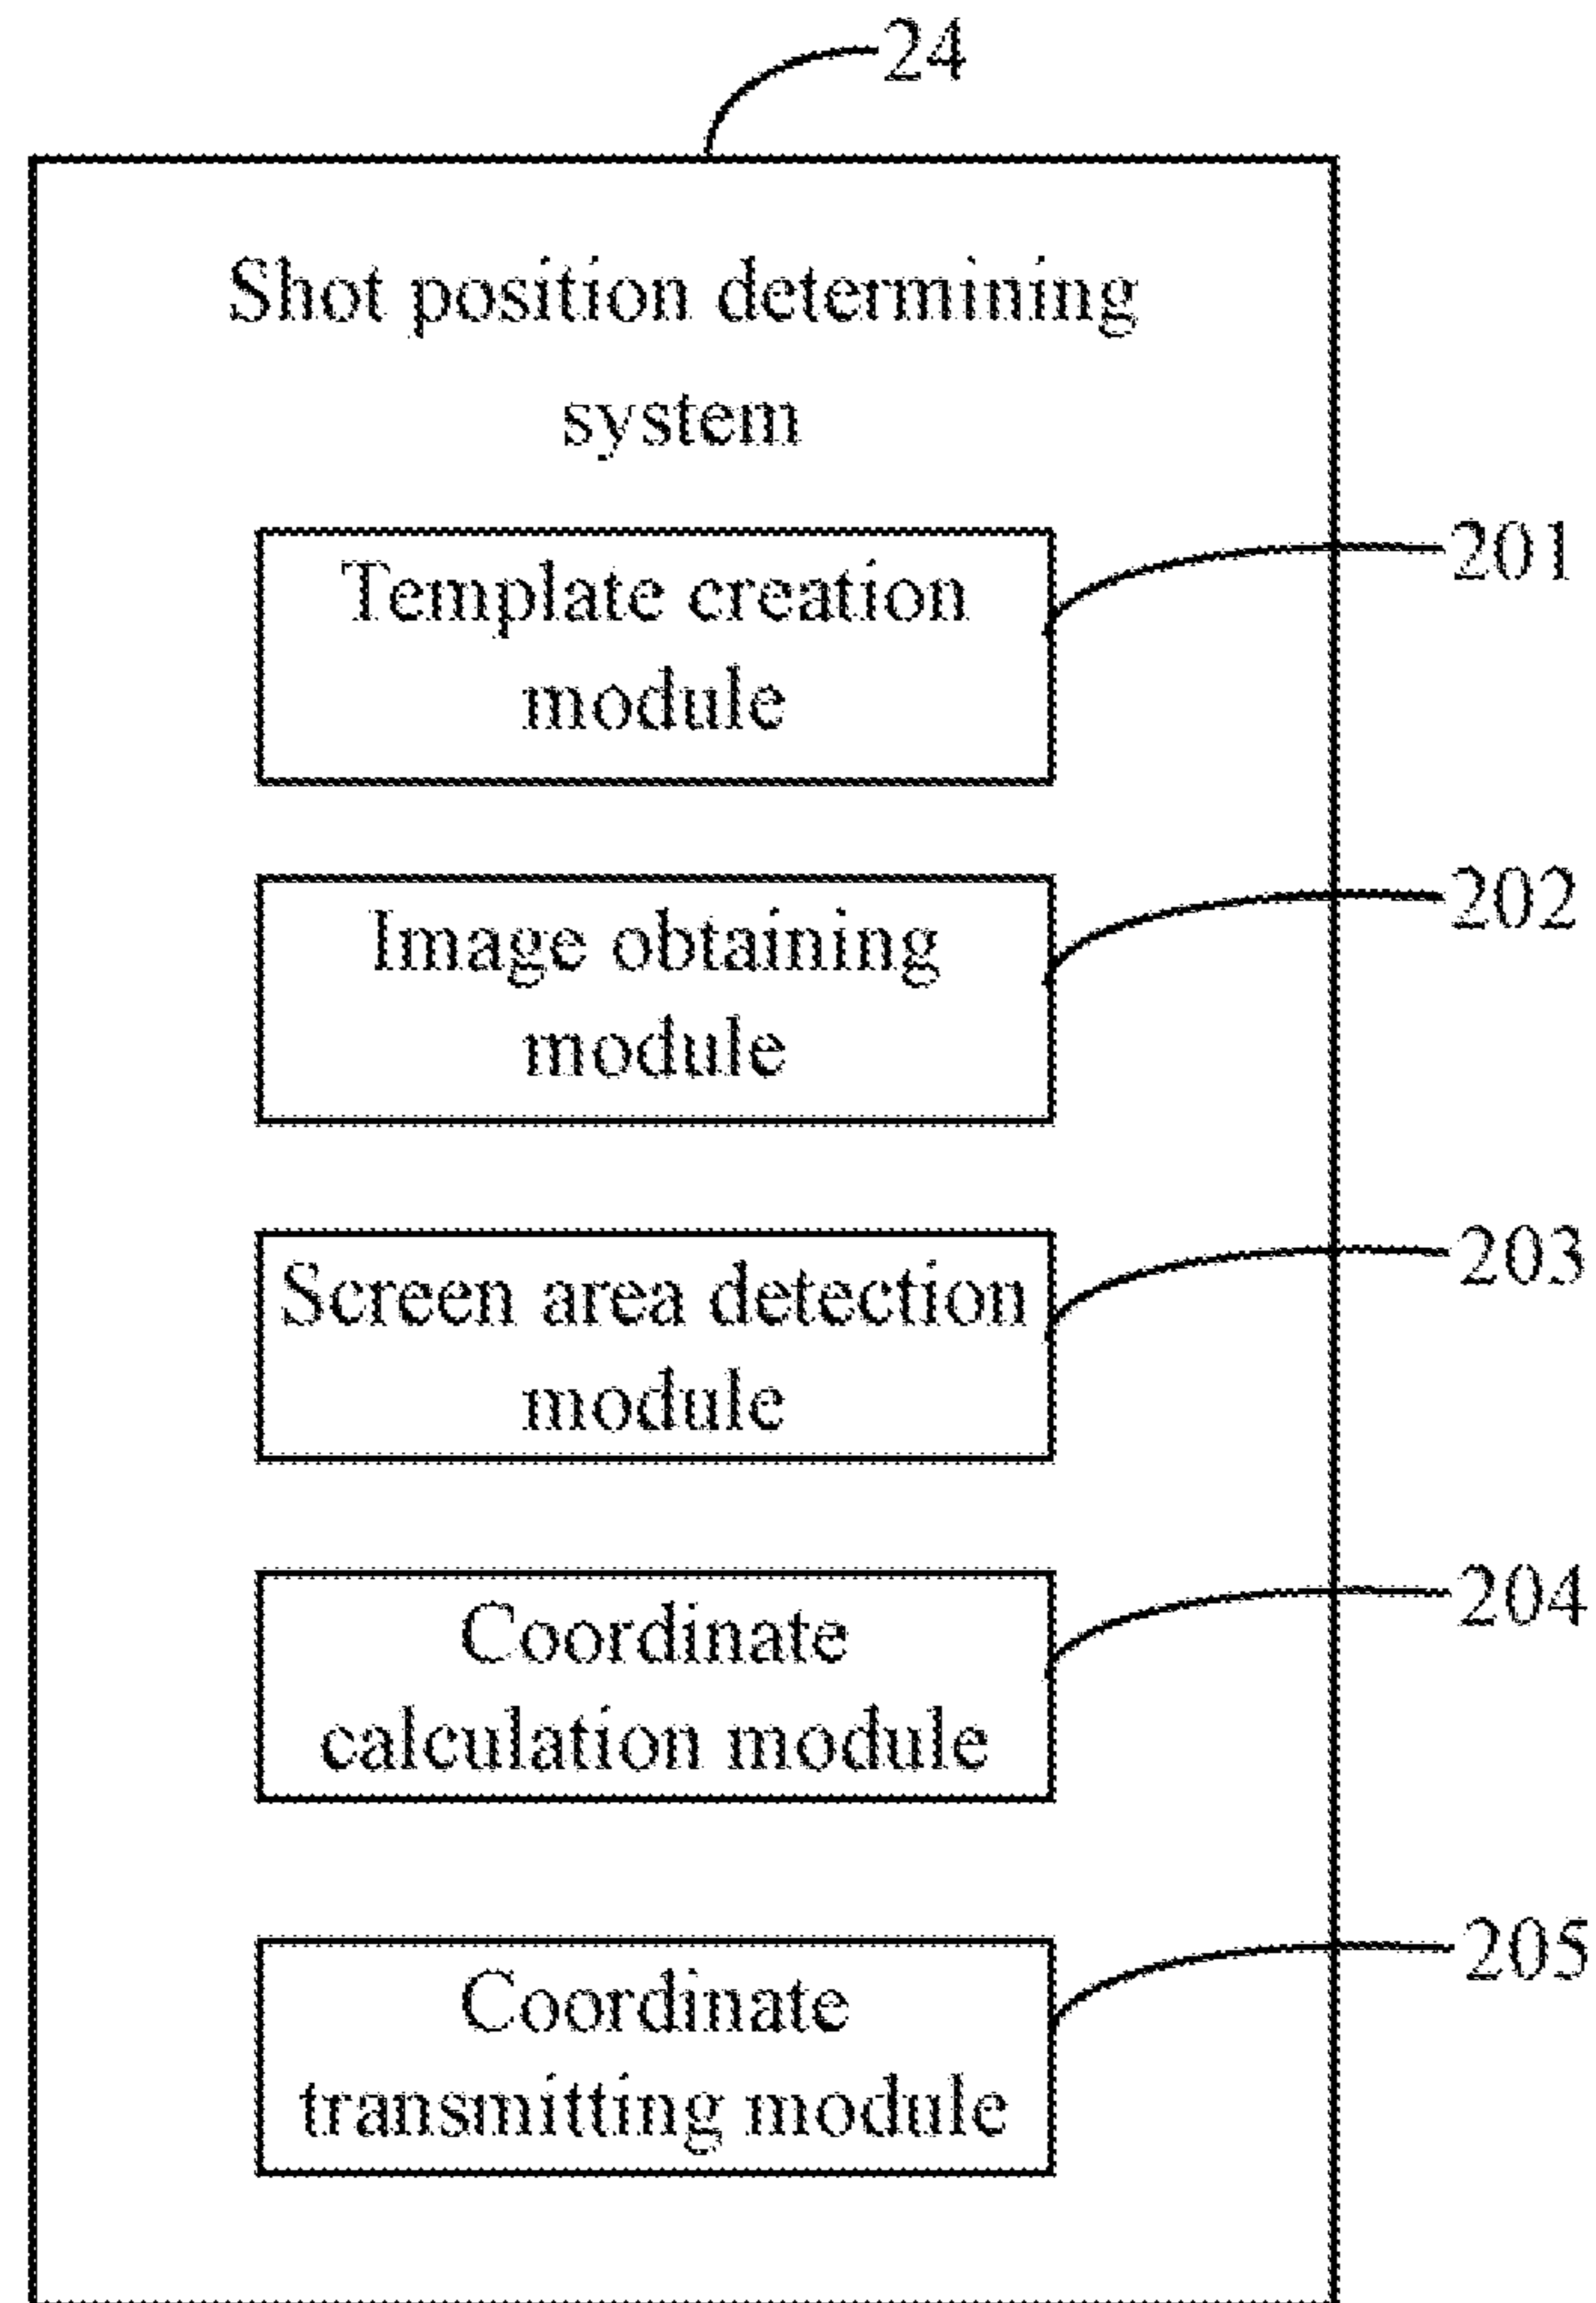 24
Shot position determining
system
Template creation
module
201
Image obtaining
module
202
Screen area detection
module
203
Coordinate
calculation module
204
Coordinate
transmitting module
205